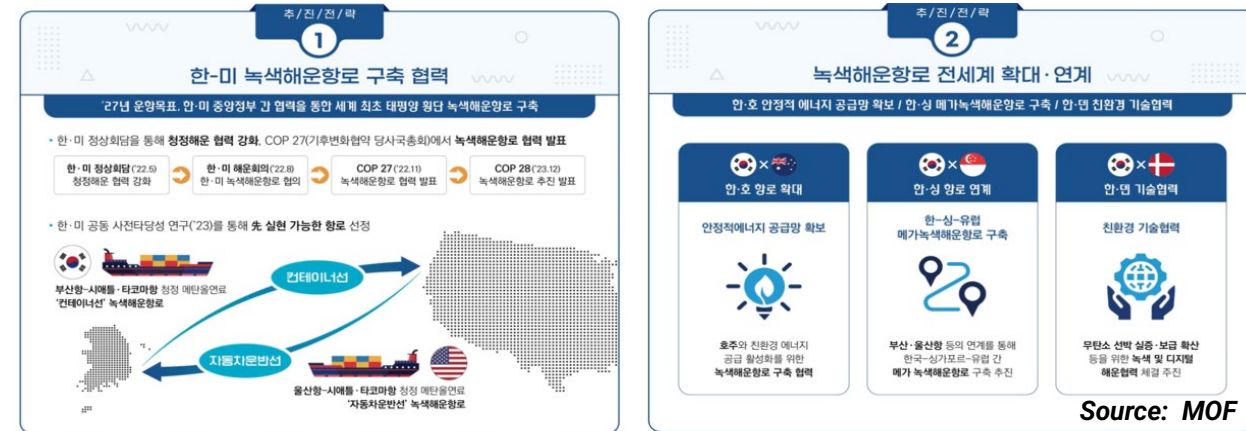 추/진/전/략
1
한-미 녹색해운항로 구축 협력
'27년 운항목표, 한·미 중앙정부 간 협력을 통한 세계 최초 태평양 횡단 녹색해운항로 구축
• 한·미 정상회담을 통해 청정해운 협력 강화, COP 27(기후변화협약 당사국총회)에서 녹색해운항로 협력 발표
한·미 정상회담('22.5)
청정해운 협력 강화
한·미 해운회의('22.8)
한·미 녹색해운항로 협의
COP 27('22.11)
녹색해운항로 협력 발표
COP 28('23.12)
녹색해운항로 추진 발표
• 한·미 공동 사전타당성 연구('23)를 통해 先 실현 가능한 항로 선정
컨테이너선
부산항-시애틀·타코마항 청정 메탄올연료
'컨테이너선' 녹색해운항로
자동차운반선
울산항-시애틀·타코마항 청정 메탄올연료
'자동차운반선' 녹색해운항로
추/진/전/략
2
녹색해운항로 전세계 확대·연계
한·호 안정적 에너지 공급망 확보 / 한·싱 메가녹색해운항로 구축 / 한·덴 친환경 기술협력
한·호 항로 확대
안정적에너지 공급망 확보
호주와 친환경 에너지
공급 활성화를 위한
녹색해운항로 구축 협력
한·싱 항로 연계
한-싱-유럽
메가녹색해운항로 구축
부산·울산항 등의 연계를 통해
한국-싱가포르-유럽 간
메가 녹색해운항로 구축 추진
한·덴 기술협력
친환경 기술협력
무탄소 선박 실증·보급 확산
등을 위한 녹색 및 디지털
해운협력 체결 추진
Source: MOF